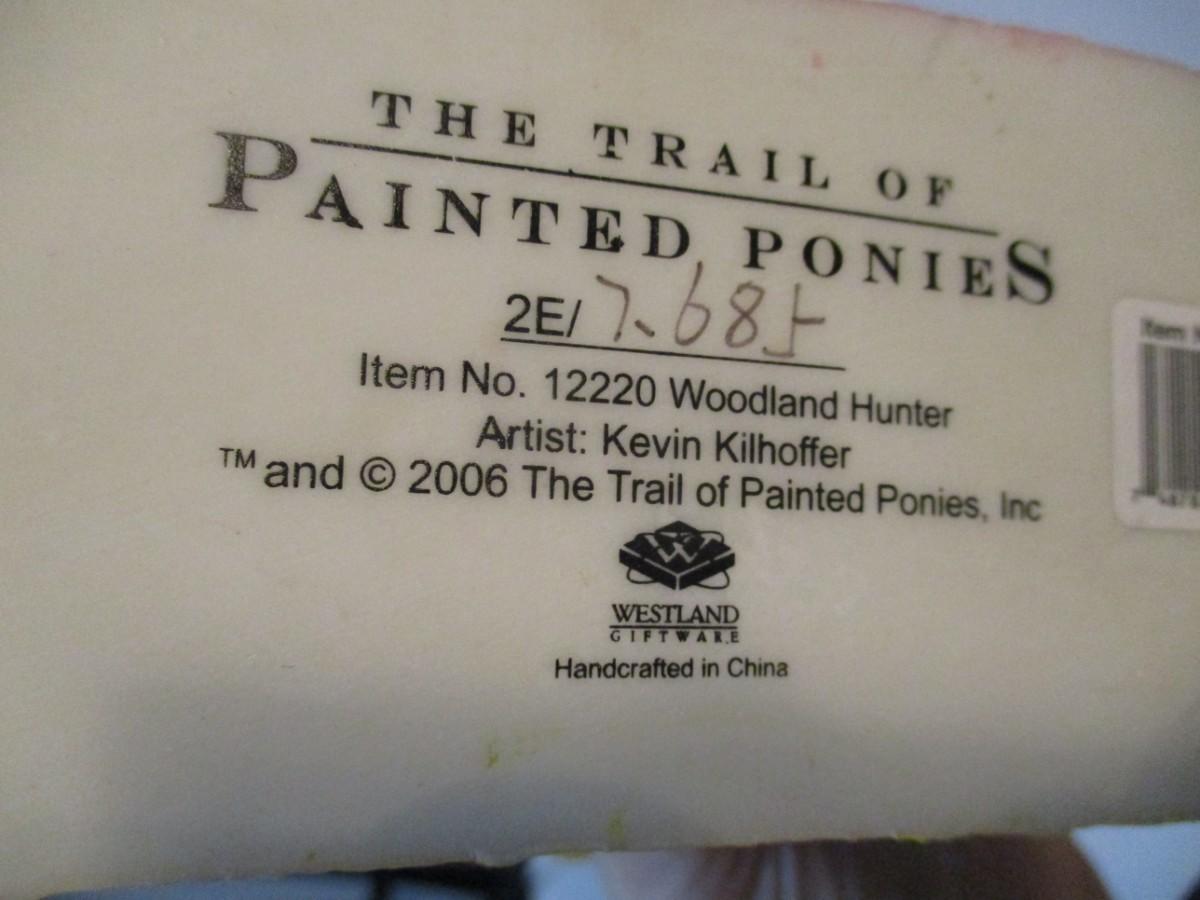 THE TRAIL OF
PAINTED PONIES
2E/ 7.685
Item No. 12220 Woodland Hunter
Artist: Kevin Kilhoffer
™ and © 2006 The Trail of Painted Ponies, Inc
W
WESTLAND
GIFTWARE
Handcrafted in China
Item